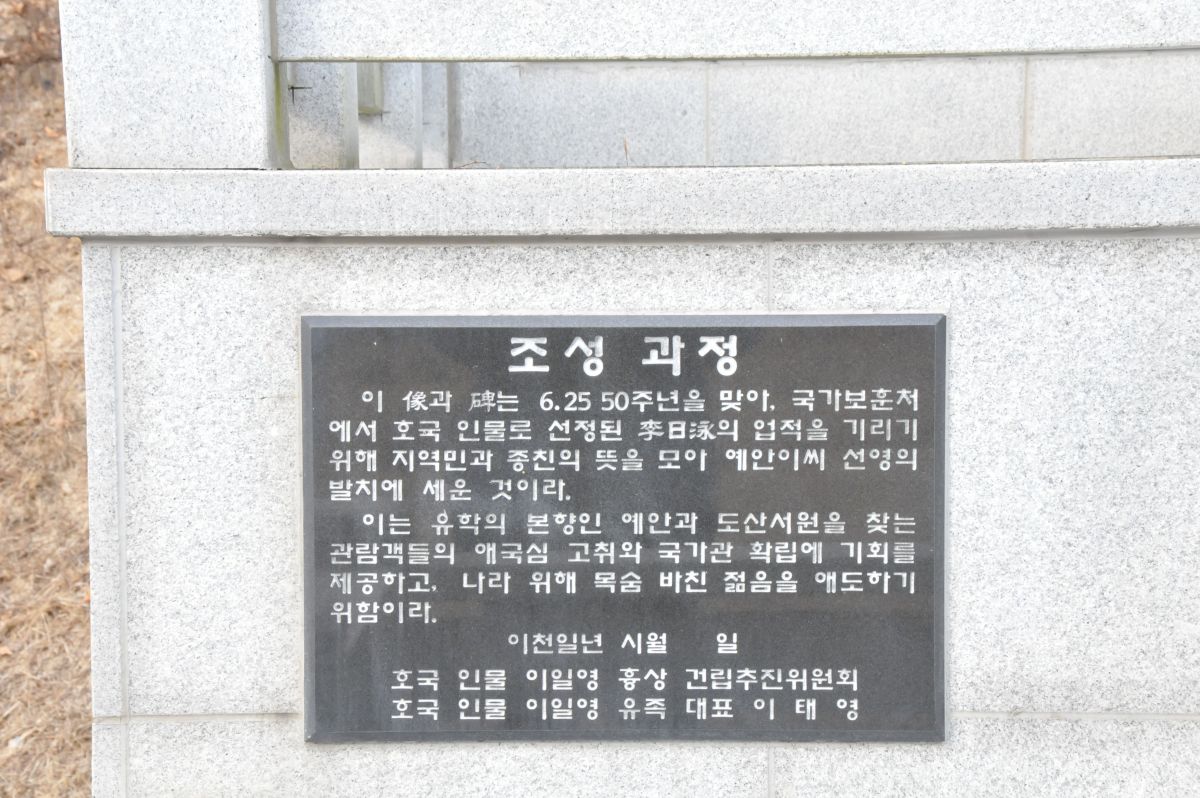 조성 과정
이 像과 碑는 6.25 50주년을 맞아, 국가보훈처
에서 호국 인물로 선정된 李日泳의 업적을 기리기
위해 지역민과 종친의 뜻을 모아 예안이씨 선영의
발치에 세운 것이라.
이는 유학의 본향인 예안과 도산서원을 찾는
관람객들의 애국심 고취와 국가관 확립에 기회를
제공하고, 나라 위해 목숨 바친 젊음을 애도하기
위함이라.
이천일년 시월 일
호국 인물 이일영 흉상 건립추진위원회
호국 인물 이일영 유족 대표 이태영